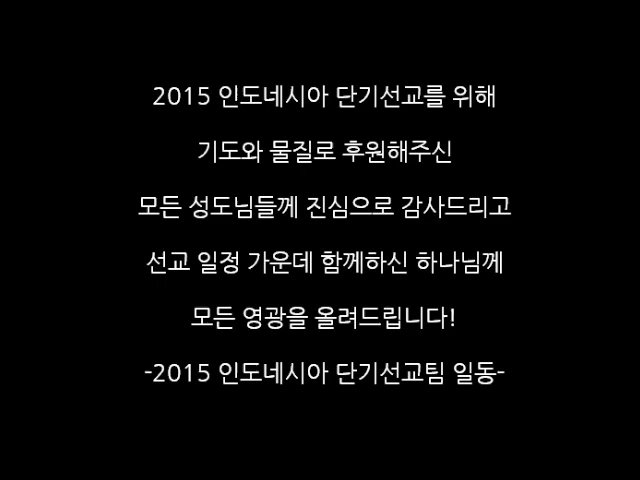 2015 인도네시아 단기선교를 위해
기도와 물질로 후원해주신
모든 성도님들께 진심으로 감사드리고
선교 일정 가운데 함께하신 하나님께
모든 영광을 올려드립니다!
-2015 인도네시아 단기선교팀 일동-